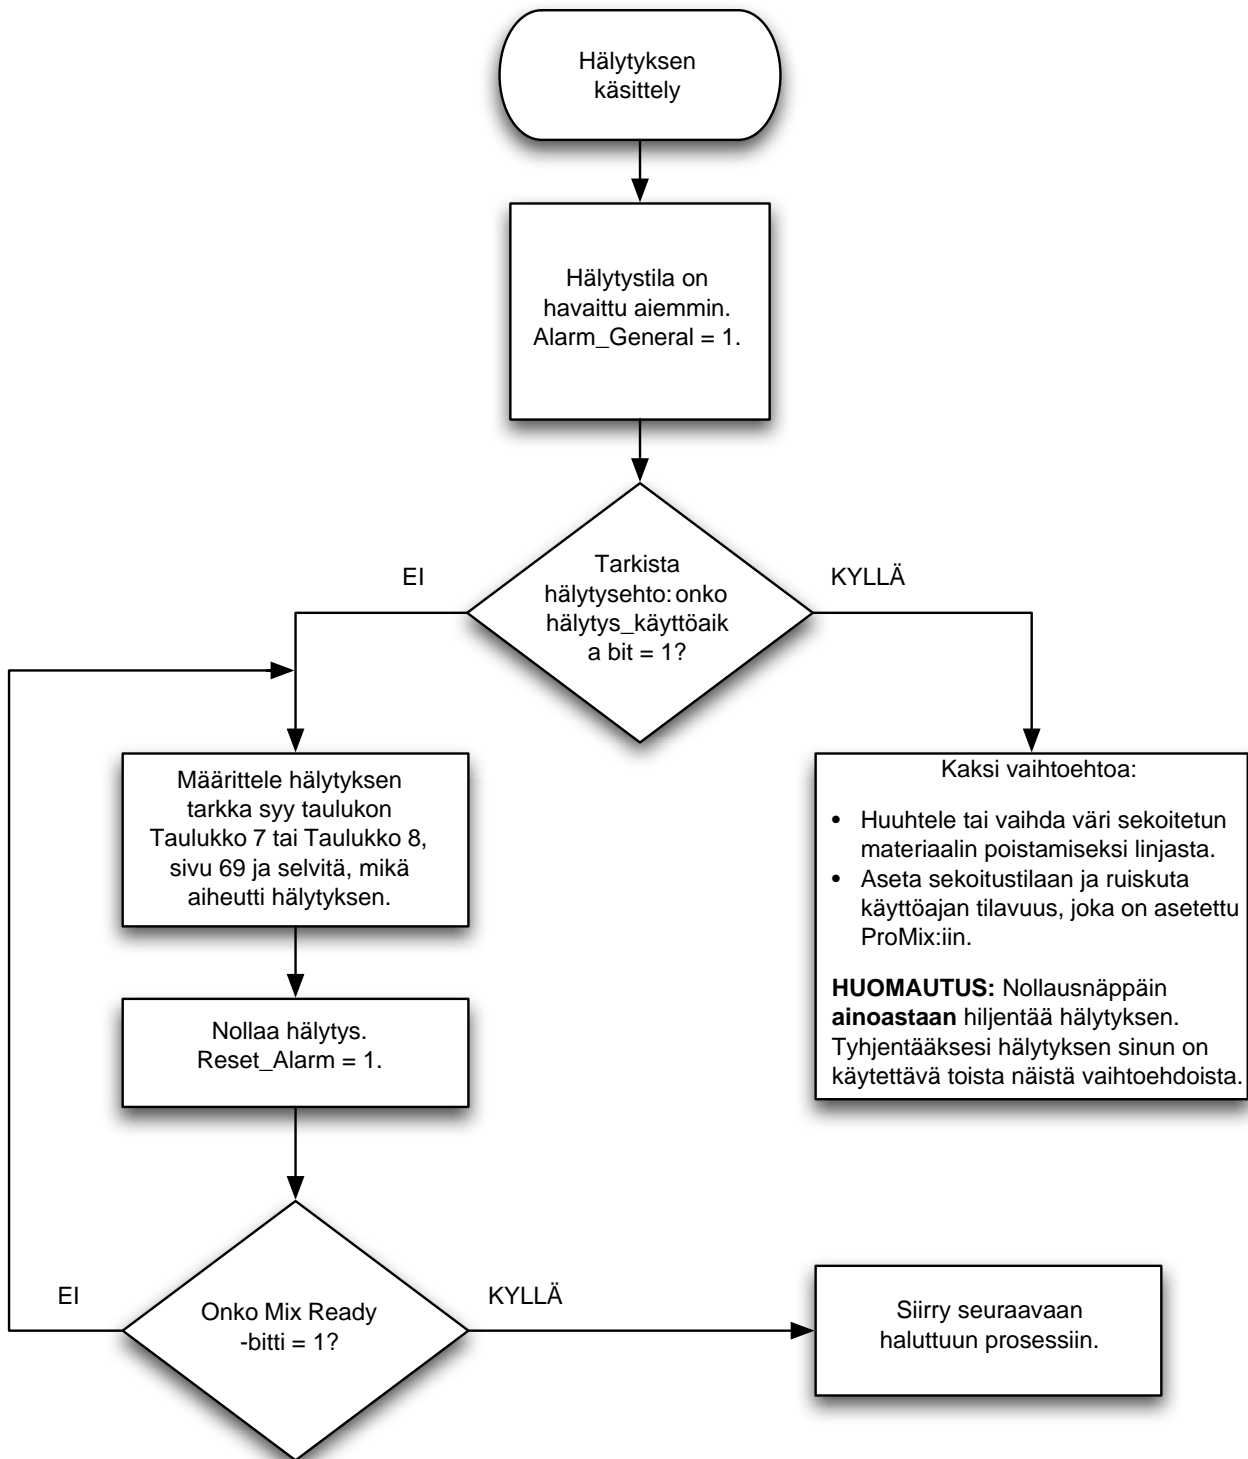 Hälytyksen
käsittely
Hälytystila on
havaittu aiemmin.
Alarm_General = 1.
Tarkista
hälytysehto: onko
hälytys_käyttöaik
a bit = 1?
EI
KYLLÄ
Määrittele hälytyksen
tarkka syy taulukon
Taulukko 7 tai Taulukko 8,
sivu 69 ja selvitä, mikä
aiheutti hälytyksen.
Kaksi vaihtoehtoa:
• Huuhtele tai vaihda väri sekoitetun
materiaalin poistamiseksi linjasta.
• Aseta sekoitustilaan ja ruiskuta
käyttöajan tilavuus, joka on asetettu
ProMix:iin.
HUOMAUTUS: Nollausnäppäin
ainoastaan hiljentää hälytyksen.
Tyhjentääksesi hälytyksen sinun on
käytettävä toista näistä vaihtoehdoista.
Nollaa hälytys.
Reset_Alarm = 1.
Onko Mix Ready
-bitti = 1?
EI
KYLLÄ
Siirry seuraavaan
haluttuun prosessiin.